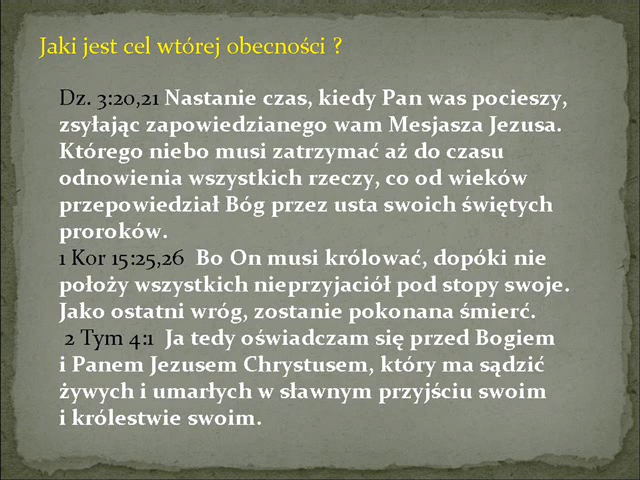 Jaki jest cel wtórej obecności ?
Dz. 3:20,21 Nastanie czas, kiedy Pan was pocieszy,
zsyłając zapowiedzianego wam Mesjasza Jezusa.
Którego niebo musi zatrzymać aż do czasu
odnowienia wszystkich rzeczy, co od wieków
przepowiedział Bóg przez usta swoich świętych
proroków.
1 Kor 15:25,26 Bo On musi królować, dopóki nie
położy wszystkich nieprzyjaciół pod stopy swoje.
Jako ostatni wróg, zostanie pokonana śmierć.
2 Tym 4:1 Ja tedy oświadczam się przed Bogiem
i Panem Jezusem Chrystusem, który ma sądzić
żywych i umarłych w sławnym przyjściu swoim
i królestwie swoim.